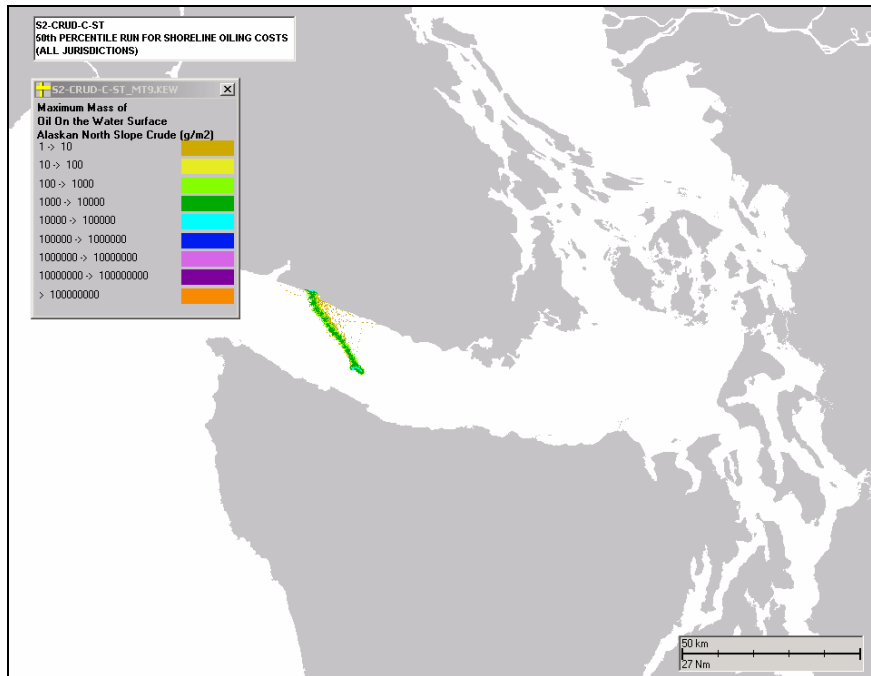 S2-CRUD-C-ST
50th PERCENTILE RUN FOR SHORELINE OILING COSTS
(ALL JURISDICTIONS)
S2-CRUD-C-ST_MT9.KEW
Maximum Mass of
Oil On the Water Surface
Alaskan North Slope Crude (g/m2)
1 -> 10
10 -> 100
100 -> 1000
1000 -> 10000
10000 -> 100000
100000 -> 1000000
1000000 -> 10000000
10000000 -> 100000000
> 100000000
50 km
27 Nm